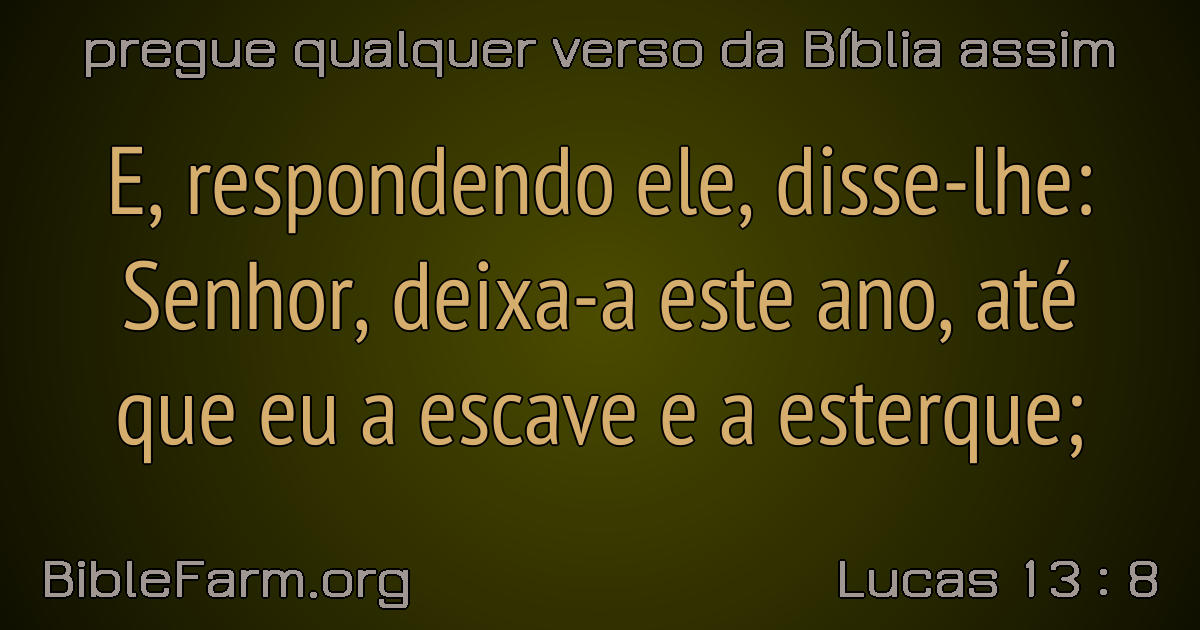 pregue qualquer verso da Bíblia assim
E, respondendo ele, disse-lhe:
Senhor, deixa-a este ano, até
que eu a escave e a esterque;
BibleFarm.org
Lucas 13 : 8